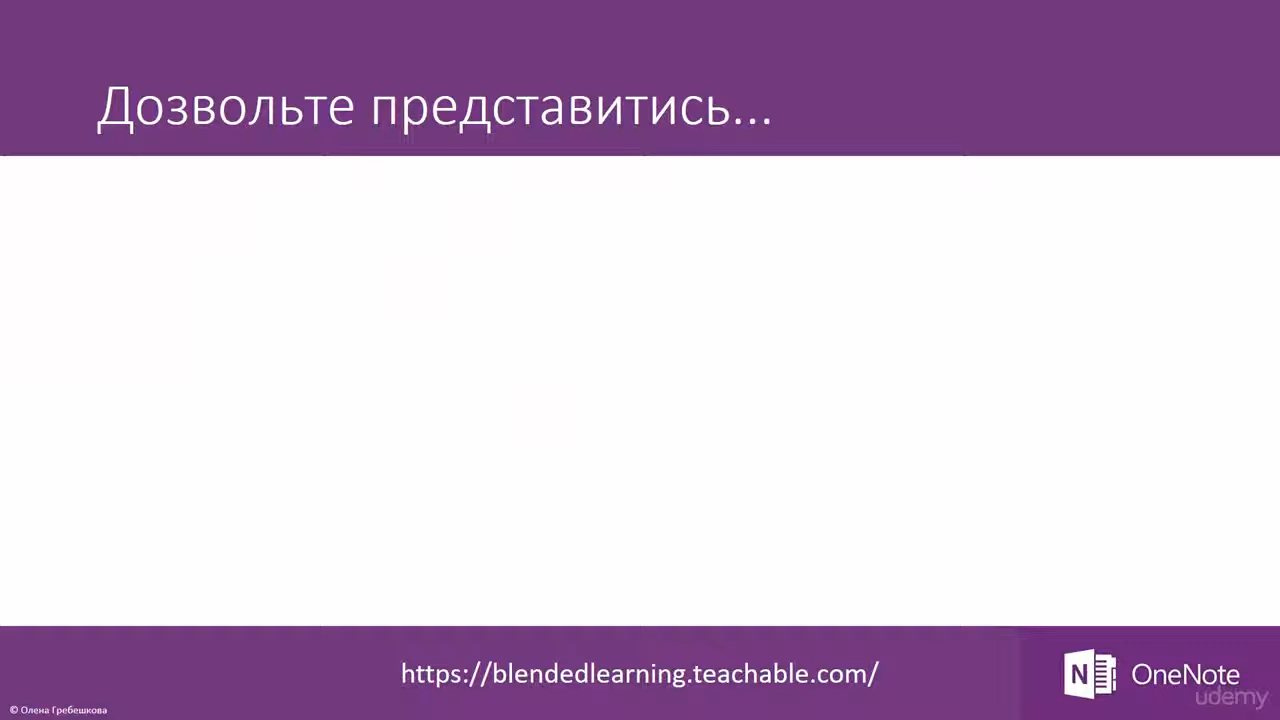 Дозвольте представитись...
https://blendedlearning.teachable.com/
N OneNote
udemy
© Олена Гребешкова